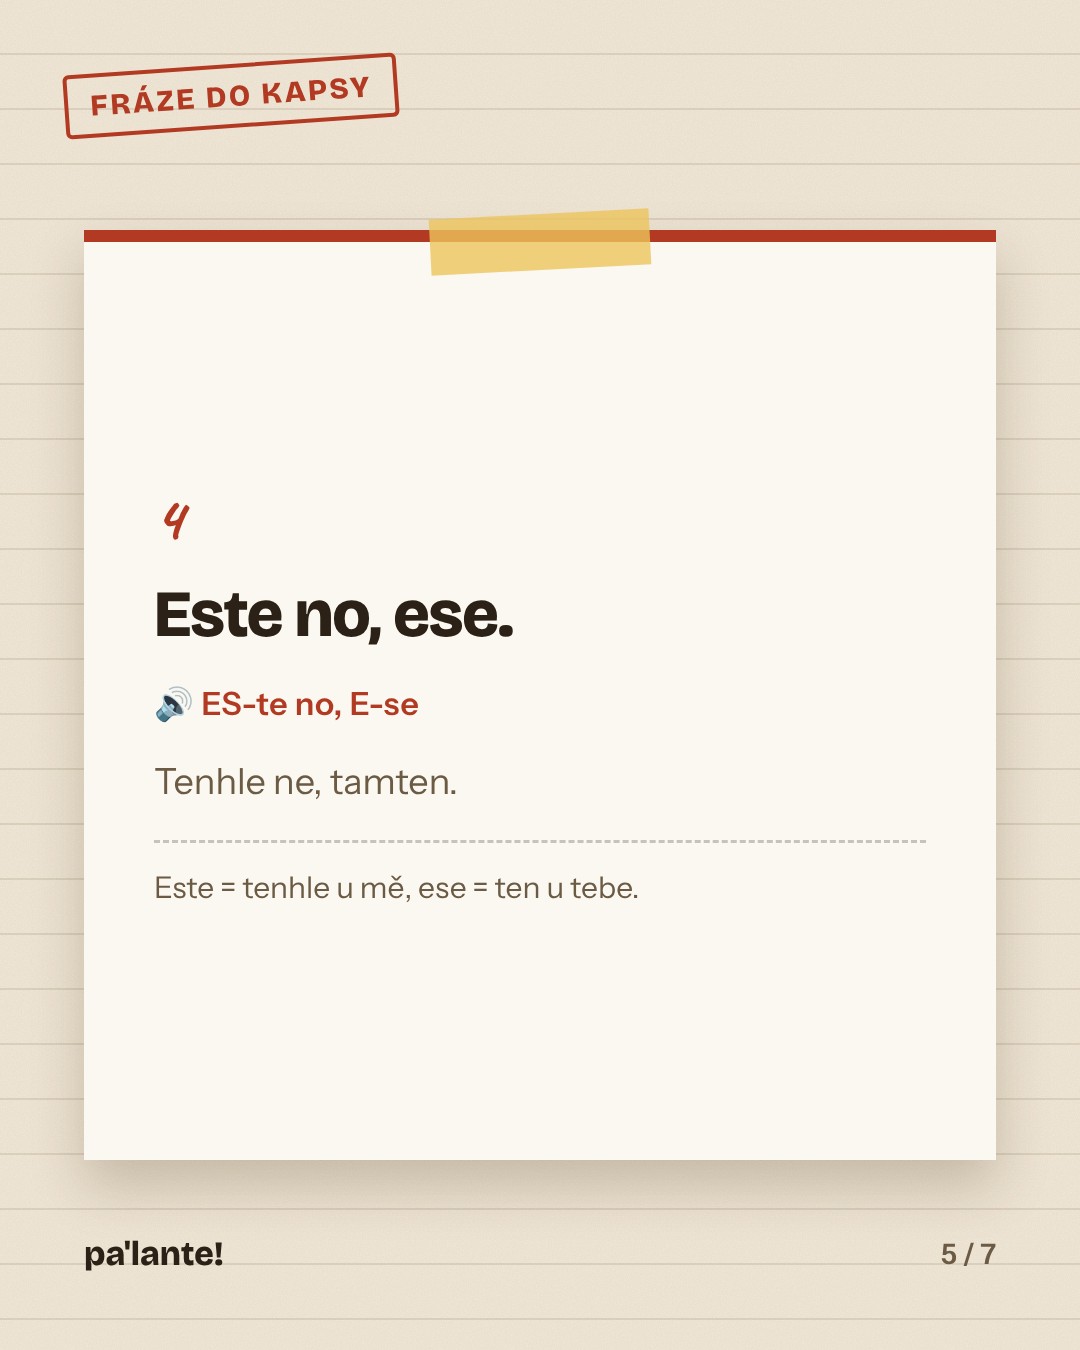 FRÁZE DO KAPSY
4
Este no, ese.
🔊 ES-te no, E-se
Tenhle ne, tamten.
Este = tenhle u mě, ese = ten u tebe.
pa'lante!
5 / 7